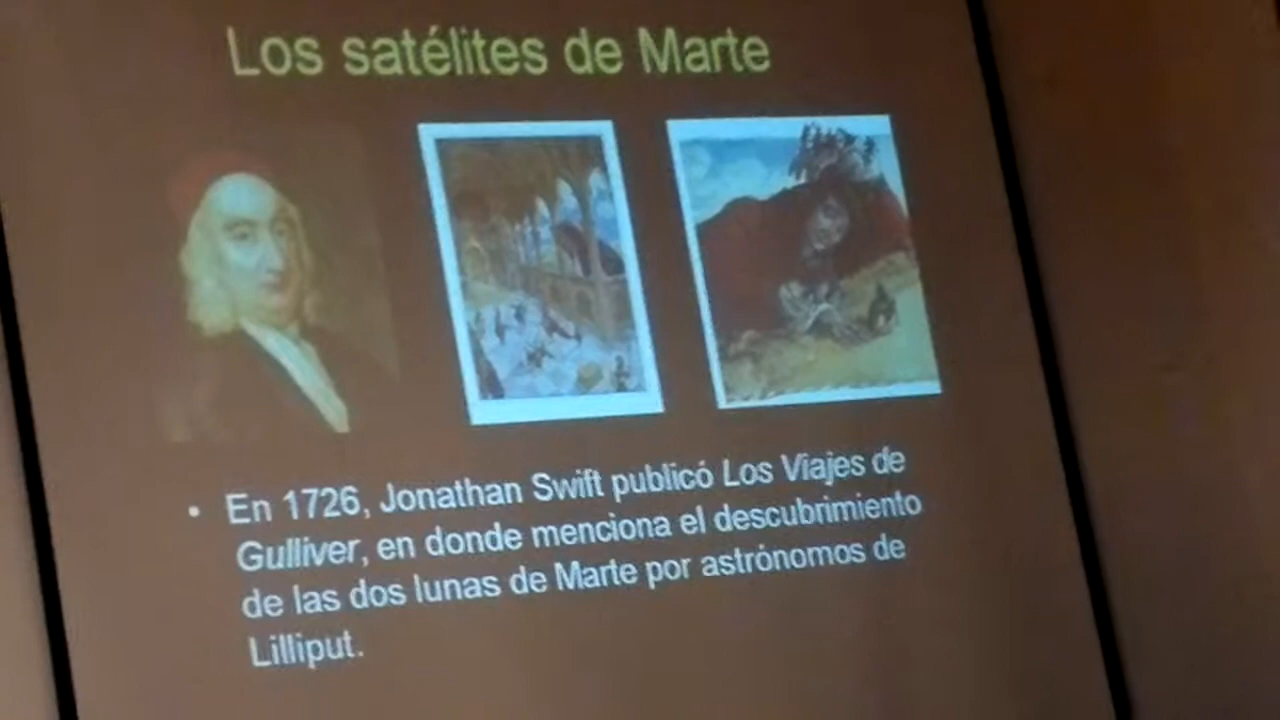 Los satélites de Marte
• En 1726, Jonathan Swift publicó Los Viajes de
Gulliver, en donde menciona el descubrimiento
de las dos lunas de Marte por astrónomos de
Lilliput.